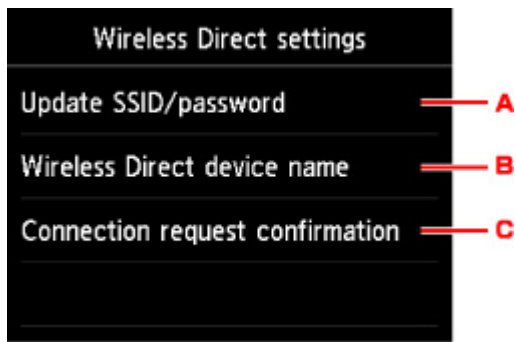 Wireless Direct settings
Update SSID/password A
Wireless Direct device name B
Connection request confirmation C